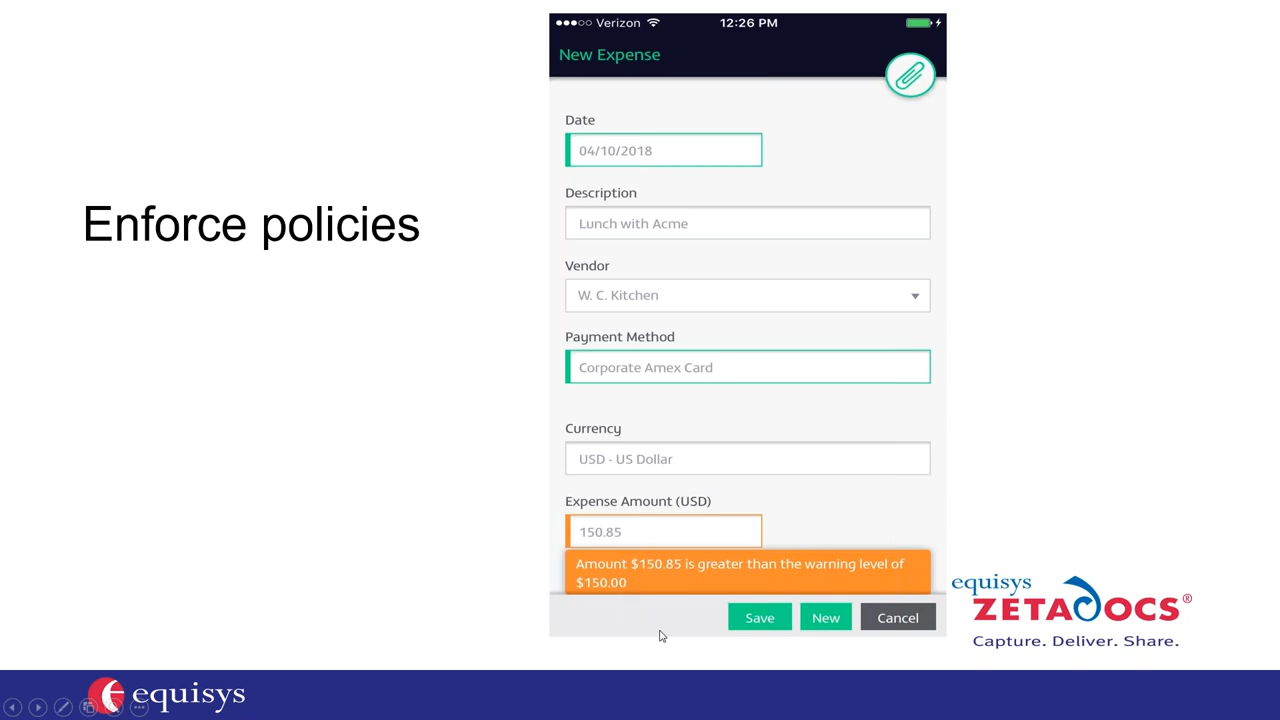 Enforce policies
Verizon 12:26 PM
New Expense
Date
04/10/2018
Description
Lunch with Acme
Vendor
W. C. Kitchen
Payment Method
Corporate Amex Card
Currency
USD - US Dollar
Expense Amount (USD)
150.85
Amount $150.85 is greater than the warning level of
$150.00
Save New Cancel
equisys
ZETADOCS®
Capture. Deliver. Share.
equisys